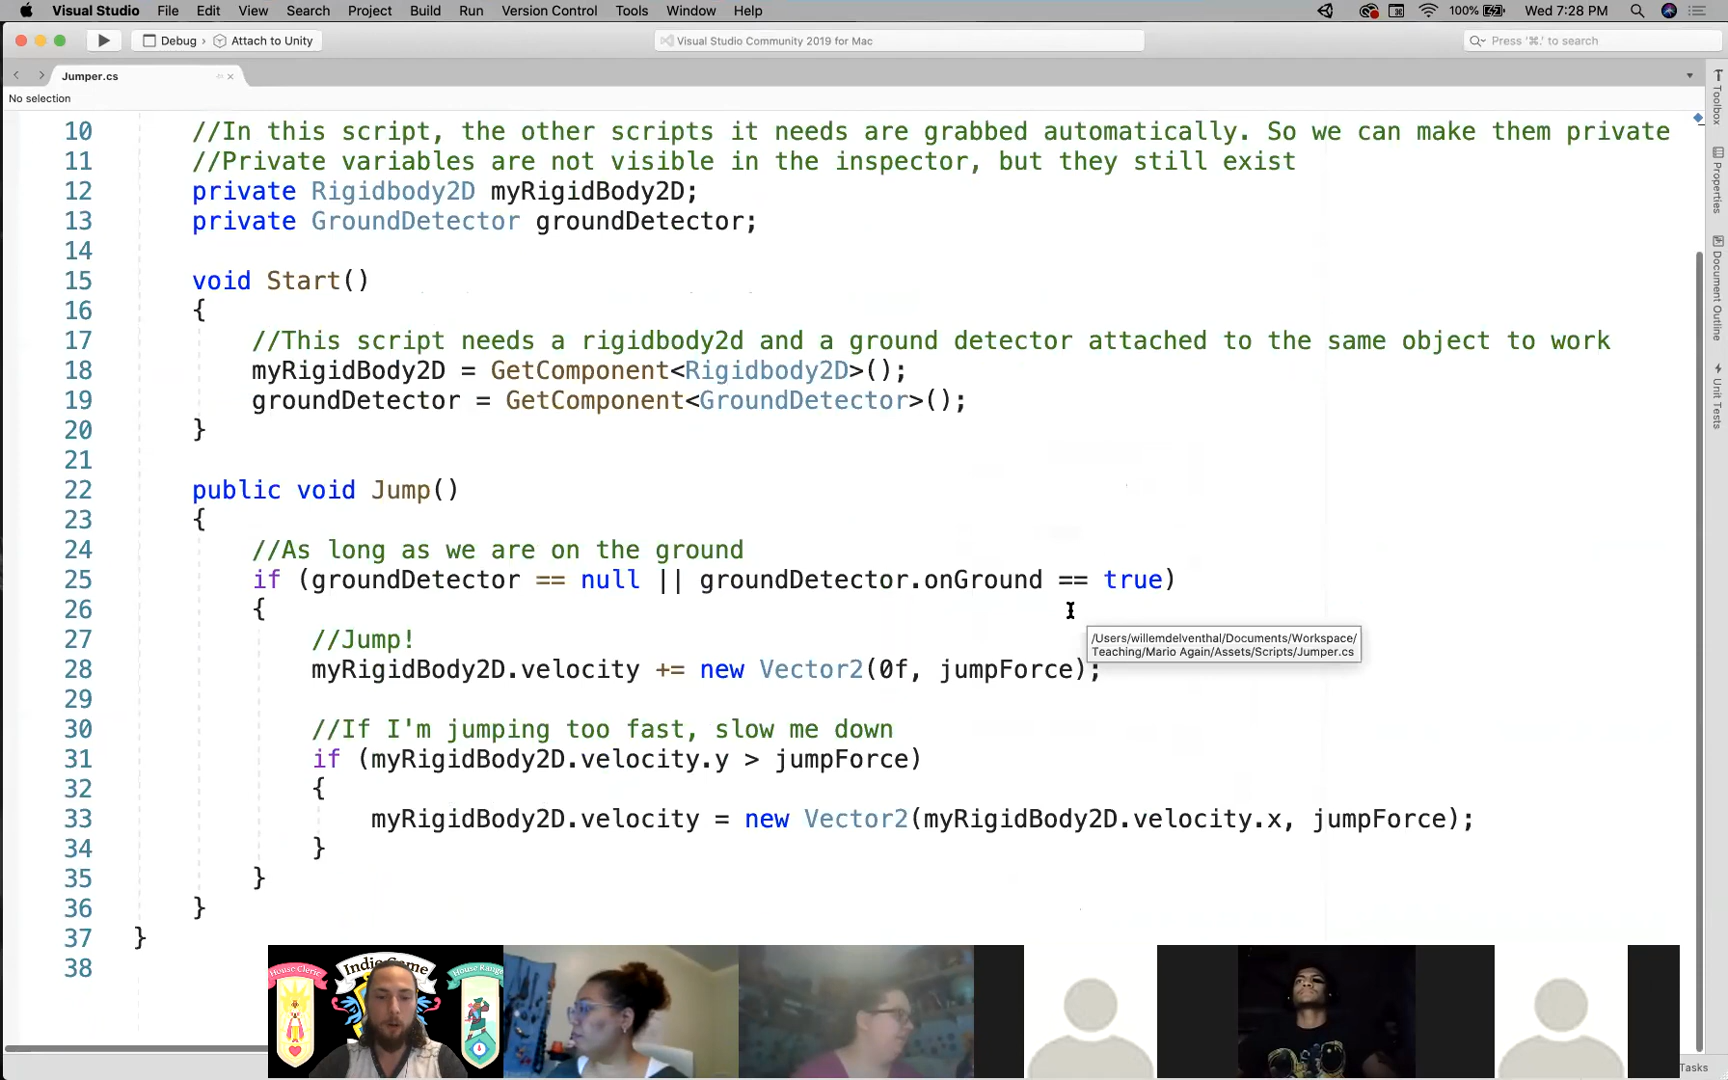 Visual Studio File Edit View Search Project Build Run Version Control Tools Window Help 100% Wed 7:28 PM
Debug › Attach to Unity Visual Studio Community 2019 for Mac Press '⌘.' to search
Jumper.cs
No selection
10 //In this script, the other scripts it needs are grabbed automatically. So we can make them private
11 //Private variables are not visible in the inspector, but they still exist
12 private Rigidbody2D myRigidBody2D;
13 private GroundDetector groundDetector;
14
15 void Start()
16 {
17 //This script needs a rigidbody2d and a ground detector attached to the same object to work
18 myRigidBody2D = GetComponent<Rigidbody2D>();
19 groundDetector = GetComponent<GroundDetector>();
20 }
21
22 public void Jump()
23 {
24 //As long as we are on the ground
25 if (groundDetector == null || groundDetector.onGround == true)
26 {
27 //Jump!
28 myRigidBody2D.velocity += new Vector2(0f, jumpForce);
29
30 //If I'm jumping too fast, slow me down
31 if (myRigidBody2D.velocity.y > jumpForce)
32 {
33 myRigidBody2D.velocity = new Vector2(myRigidBody2D.velocity.x, jumpForce);
34 }
35 }
36 }
37 }
38
/Users/willemdelventhal/Documents/Workspace/
Teaching/Mario Again/Assets/Scripts/Jumper.cs
Toolbox
Properties
Document Outline
Unit Tests
House Cleric
Indie Game
House Range
Tasks